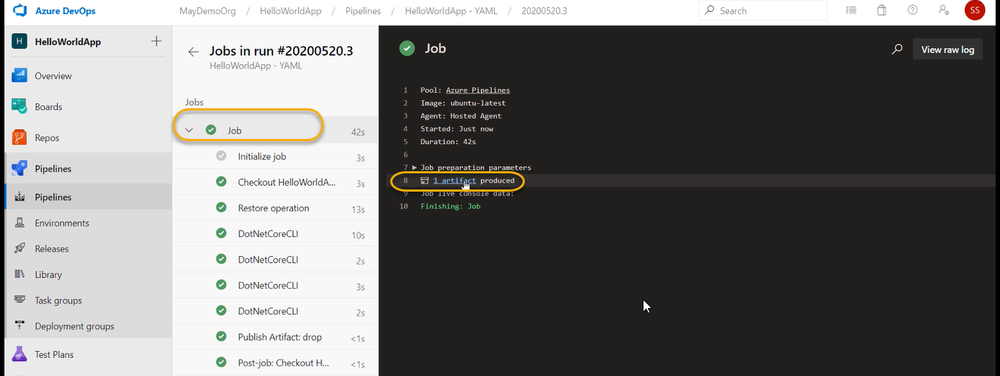 Azure DevOps
MayDemoOrg / HelloWorldApp / Pipelines / HelloWorldApp - YAML / 20200520.3
Search
SS
H HelloWorldApp
Overview
Boards
Repos
Pipelines
Pipelines
Environments
Releases
Library
Task groups
Deployment groups
Test Plans
Jobs in run #20200520.3
HelloWorldApp - YAML
Jobs
Job 42s
Initialize job 3s
Checkout HelloWorldA... 3s
Restore operation 13s
DotNetCoreCLI 10s
DotNetCoreCLI 2s
DotNetCoreCLI 3s
DotNetCoreCLI 2s
Publish Artifact: drop <1s
Post-job: Checkout H... <1s
Job
View raw log
1 Pool: Azure Pipelines
2 Image: ubuntu-latest
3 Agent: Hosted Agent
4 Started: Just now
5 Duration: 42s
6
7 Job preparation parameters
8 1 artifact produced
9 Job live console data:
10 Finishing: Job